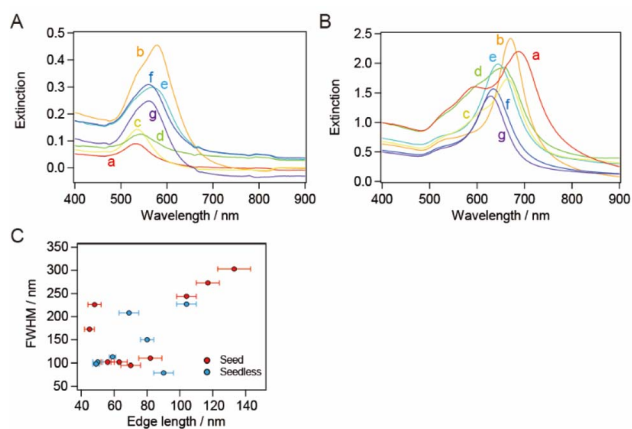 A
0.5
0.4
0.3
0.2
0.1
0.0
Extinction
b
f
e
g
c
d
a
400 500 600 700 800 900
Wavelength / nm
B
2.5
2.0
1.5
1.0
0.5
0.0
Extinction
b
a
e
d
c
f
g
400 500 600 700 800 900
Wavelength / nm
C
350
300
250
200
150
100
50
FWHM / nm
Seed
Seedless
40 60 80 100 120 140
Edge length / nm